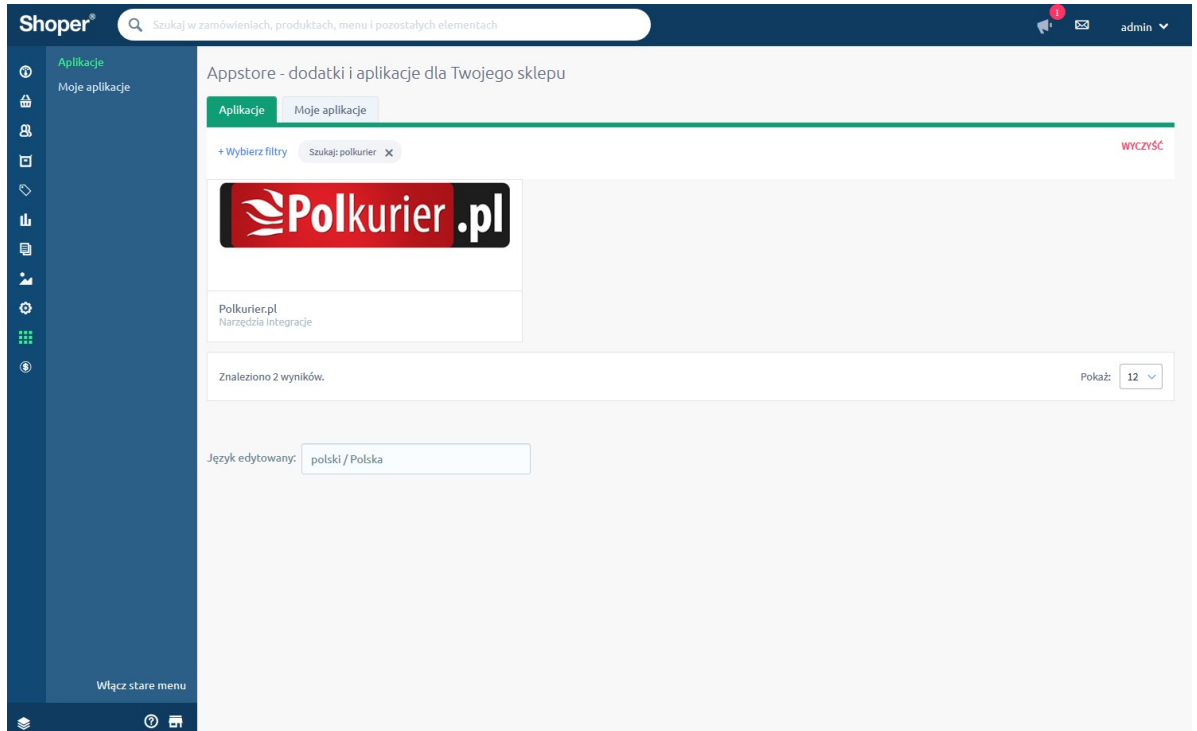 Shoper®
Szukaj w zamówieniach, produktach, menu i pozostałych elementach
1
admin
Aplikacje
Moje aplikacje
Appstore - dodatki i aplikacje dla Twojego sklepu
Aplikacje
Moje aplikacje
+ Wybierz filtry
Szukaj: polkurier
WYCZYŚĆ
Polkurier.pl
Polkurier.pl
Narzędzia Integracje
Znaleziono 2 wyników.
Pokaż:
12
Język edytowany:
polski / Polska
Włącz stare menu